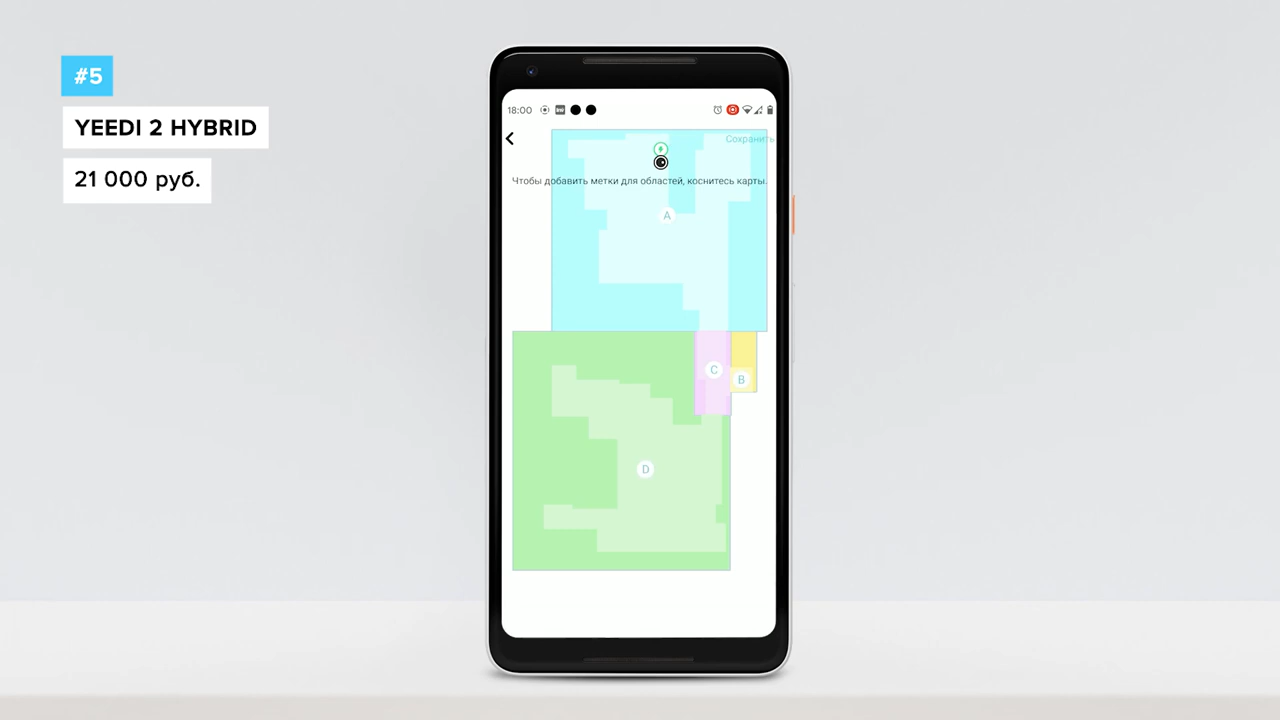 #5
YEEDI 2 HYBRID
21 000 руб.
18:00
Сохранить
Чтобы добавить метки для областей, коснитесь карты.
A
C
B
D